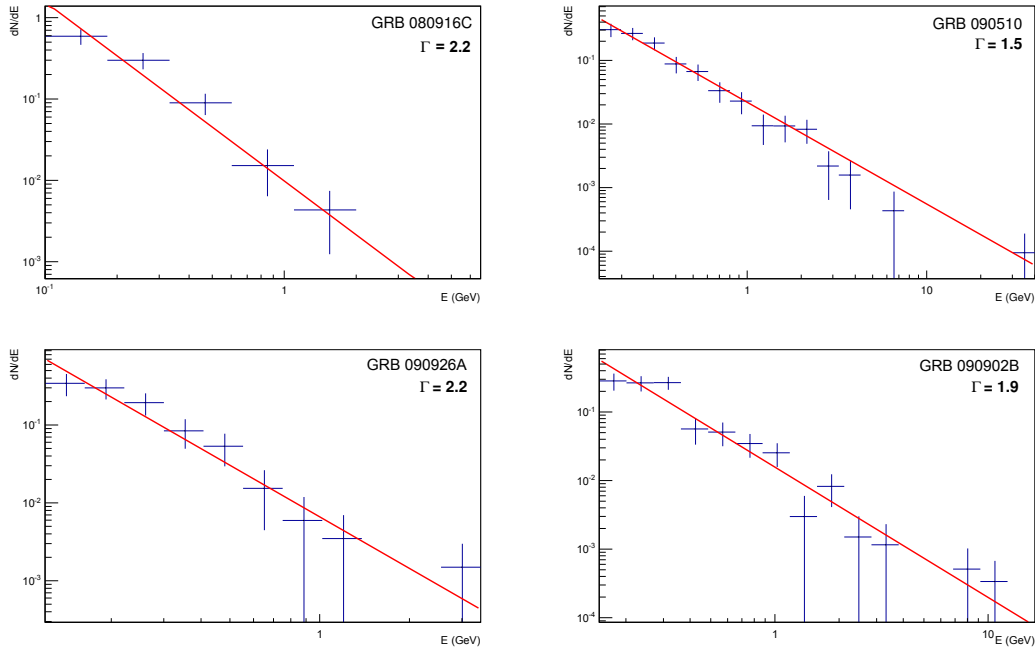 dN/dE
GRB 080916C
Γ = 2.2
1
10⁻¹
10⁻²
10⁻³
10⁻¹
1
E (GeV)
dN/dE
GRB 090510
Γ = 1.5
10⁻¹
10⁻²
10⁻³
10⁻⁴
1
10
E (GeV)
dN/dE
GRB 090926A
Γ = 2.2
10⁻¹
10⁻²
10⁻³
1
E (GeV)
dN/dE
GRB 090902B
Γ = 1.9
10⁻¹
10⁻²
10⁻³
10⁻⁴
1
10
E (GeV)